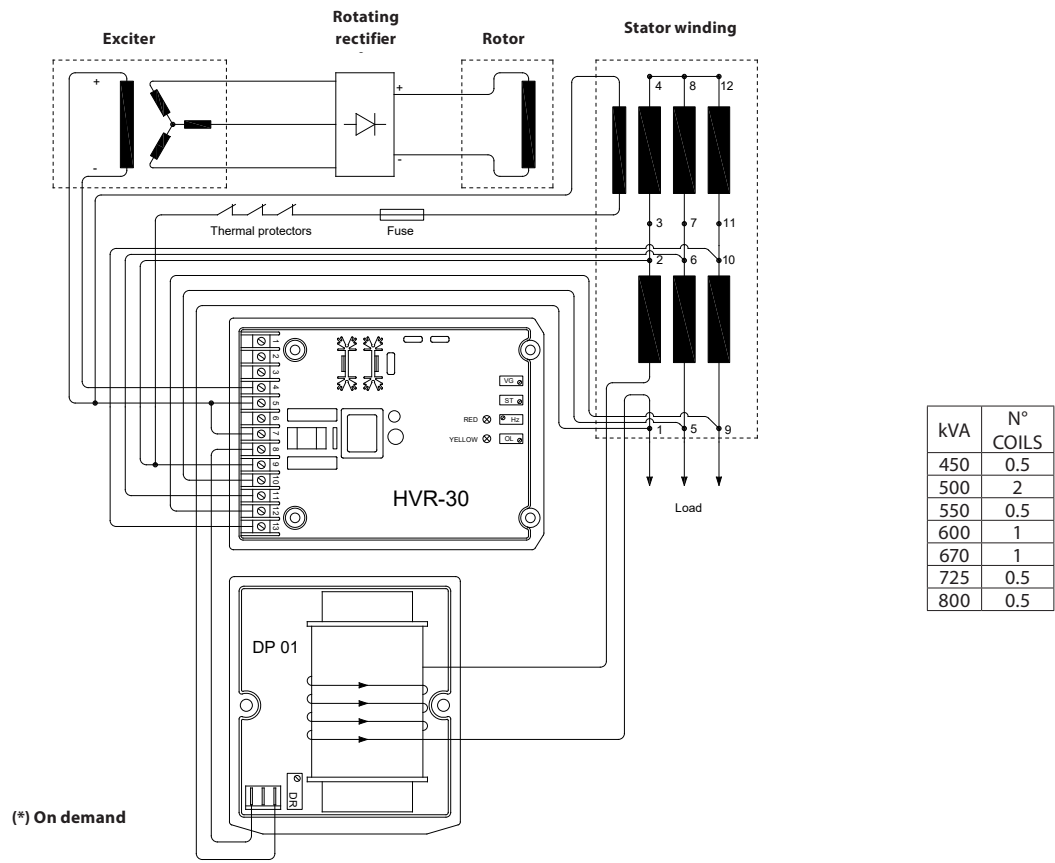 Exciter
Rotating
rectifier
Rotor
Stator winding
+
-
+
-
4 8 12
3 7 11
2 6 10
1 5 9
Thermal protectors
Fuse
Load
1
2
3
4
5
6
7
8
9
10
11
12
13
VG
ST
RED Hz
YELLOW OL
HVR-30
DP 01
DR
(*) On demand
kVA N° COILS
450 0.5
500 2
550 0.5
600 1
670 1
725 0.5
800 0.5